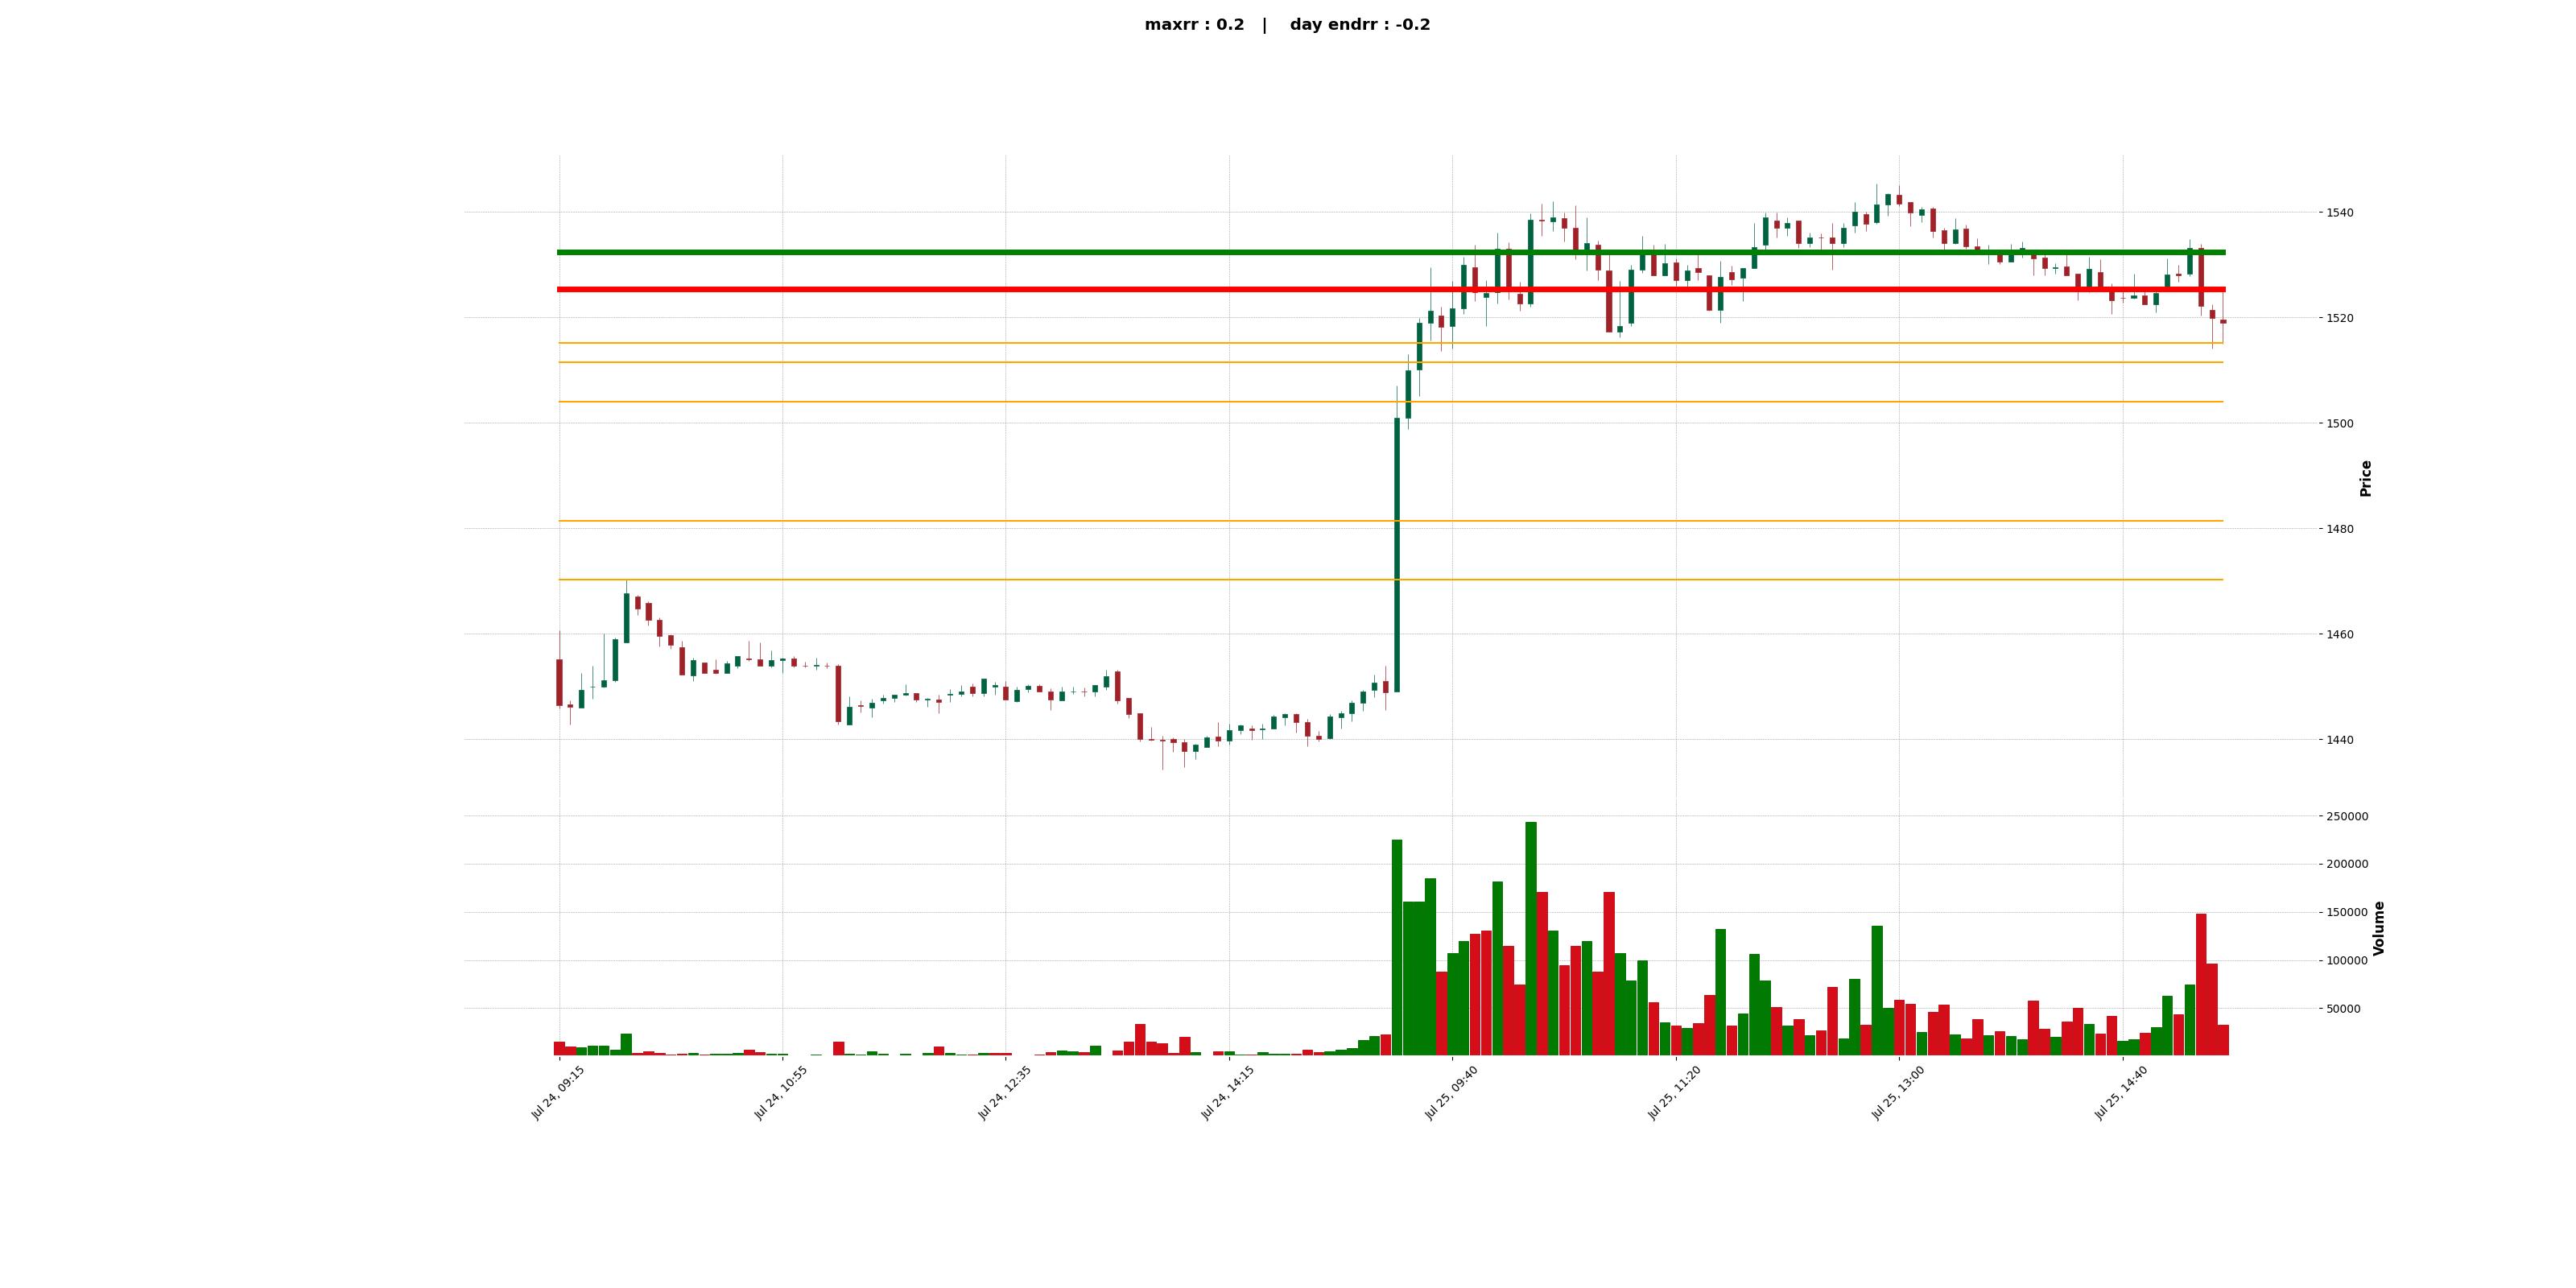 maxrr : 0.2 | day endrr : -0.2
1540
1520
1500
1480
1460
1440
Price
250000
200000
150000
100000
50000
Volume
Jul 24, 09:15
Jul 24, 10:55
Jul 24, 12:35
Jul 24, 14:15
Jul 25, 09:40
Jul 25, 11:20
Jul 25, 13:00
Jul 25, 14:40